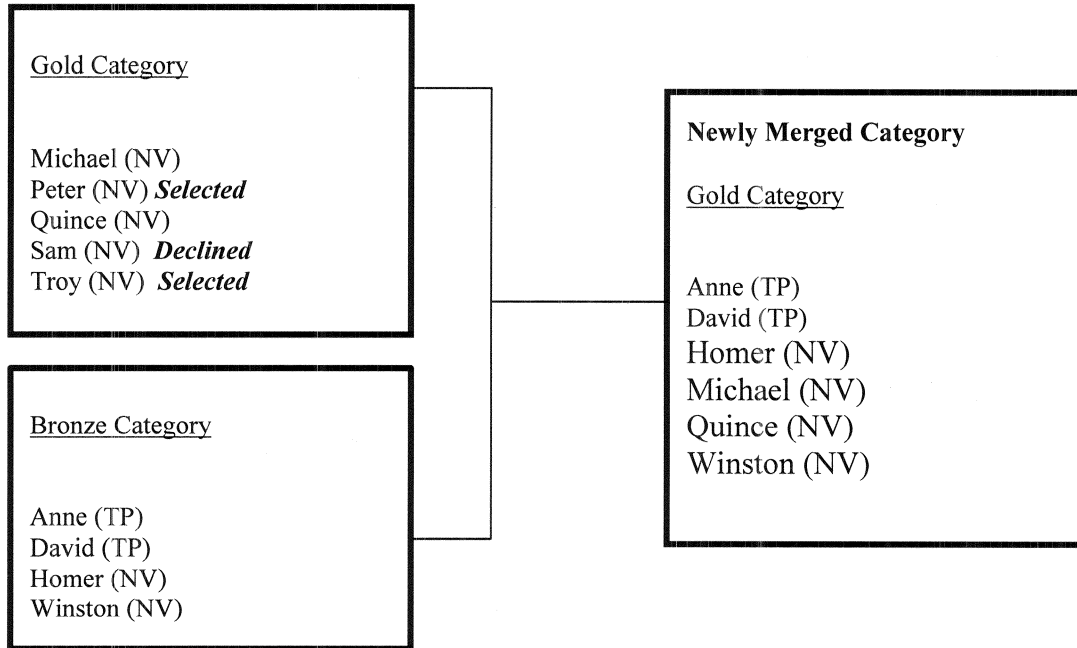 Gold Category
Michael (NV)
Peter (NV) Selected
Quince (NV)
Sam (NV) Declined
Troy (NV) Selected
Bronze Category
Anne (TP)
David (TP)
Homer (NV)
Winston (NV)
Newly Merged Category
Gold Category
Anne (TP)
David (TP)
Homer (NV)
Michael (NV)
Quince (NV)
Winston (NV)